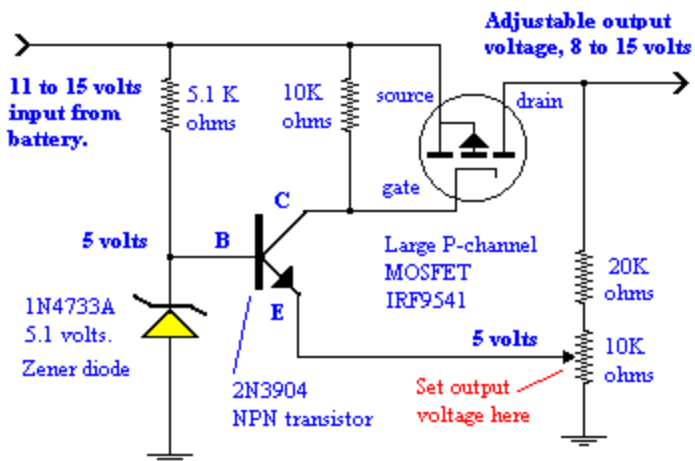 Adjustable output
voltage, 8 to 15 volts
11 to 15 volts
input from
battery.
5.1 K
ohms
10K
ohms
source
drain
gate
C
5 volts
B
E
Large P-channel
MOSFET
IRF9541
20K
ohms
1N4733A
5.1 volts.
Zener diode
5 volts
10K
ohms
2N3904
NPN transistor
Set output
voltage here